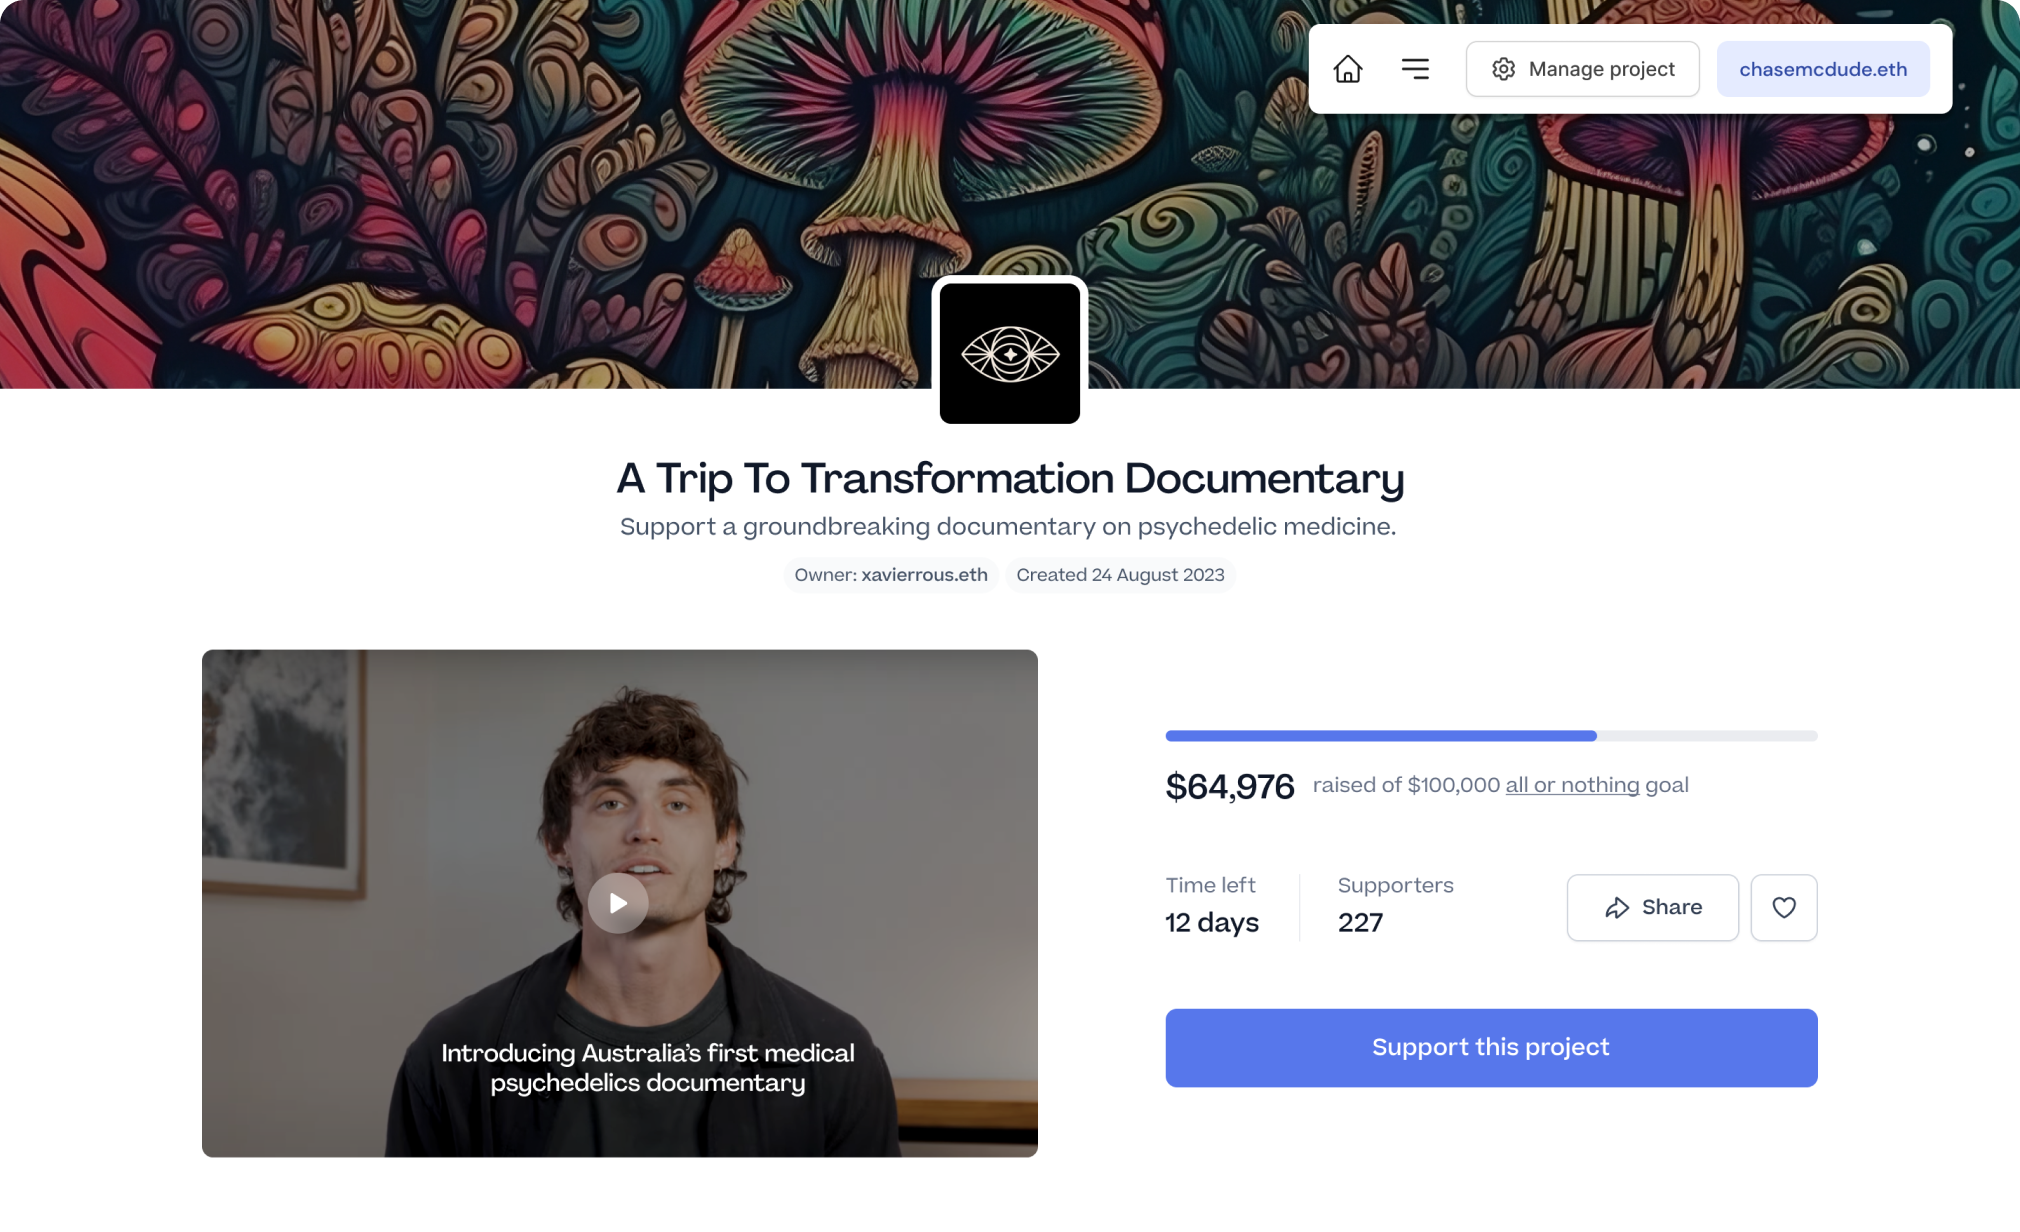 Manage project
chasemcdude.eth
A Trip To Transformation Documentary
Support a groundbreaking documentary on psychedelic medicine.
Owner: xavierrous.eth
Created 24 August 2023
Introducing Australia's first medical
psychedelics documentary
$64,976 raised of $100,000 all or nothing goal
Time left
12 days
Supporters
227
Share
Support this project